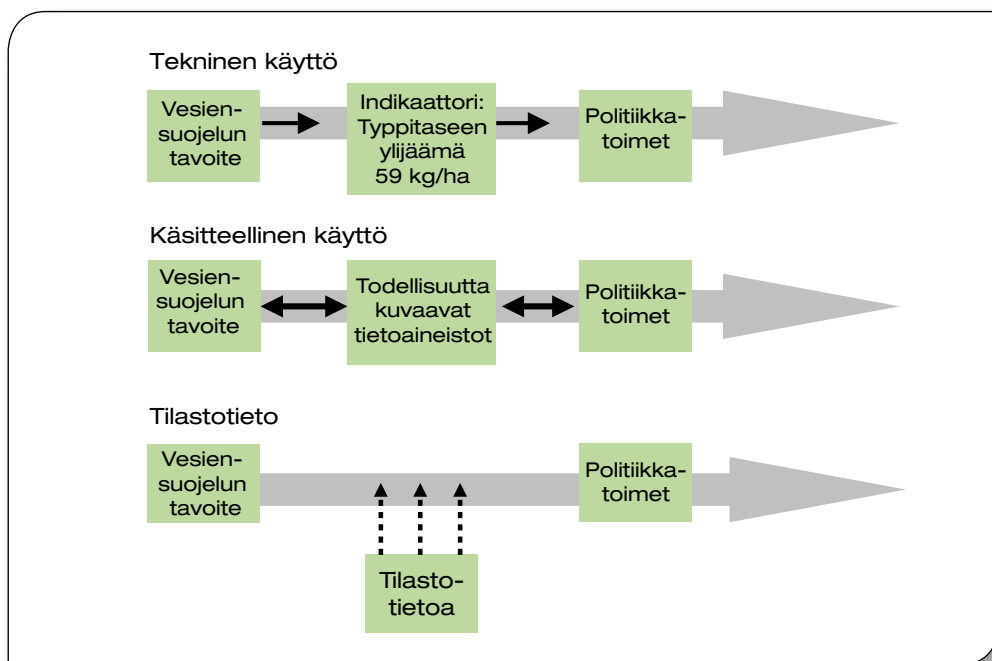 Tekninen käyttö
Vesien-
suojelun
tavoite
Indikaattori:
Typpitaseen
ylijäämä
59 kg/ha
Politiikka-
toimet
Käsitteellinen käyttö
Vesien-
suojelun
tavoite
Todellisuutta
kuvaavat
tietoaineistot
Politiikka-
toimet
Tilastotieto
Vesien-
suojelun
tavoite
Politiikka-
toimet
Tilasto-
tietoa